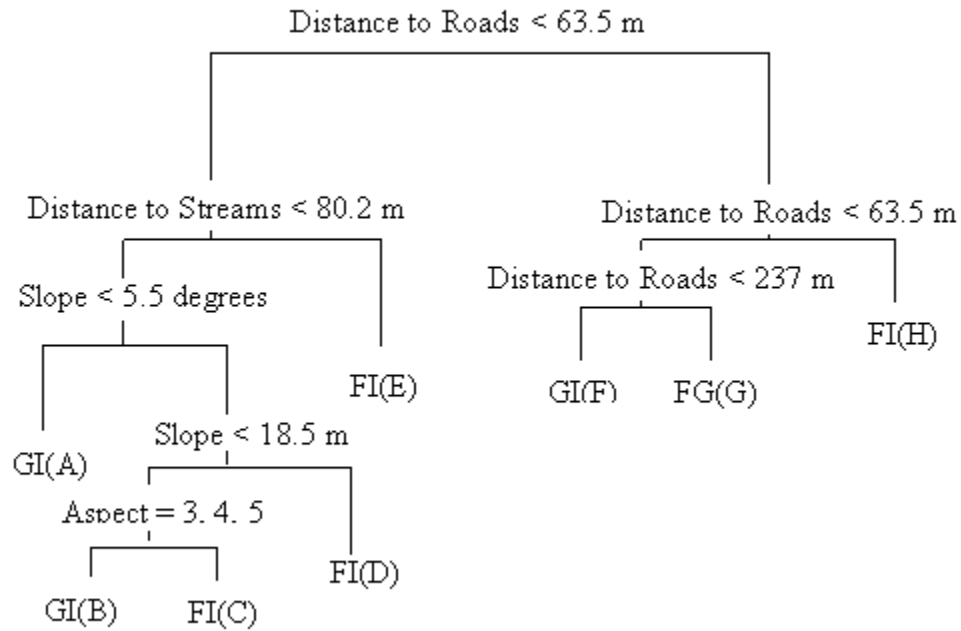 Distance to Roads < 63.5 m
Distance to Streams < 80.2 m
Distance to Roads < 63.5 m
Slope < 5.5 degrees
Distance to Roads < 237 m
FI(H)
FI(E)
GI(F)
FG(G)
Slope < 18.5 m
GI(A)
Aspect = 3. 4. 5
FI(D)
GI(B)
FI(C)